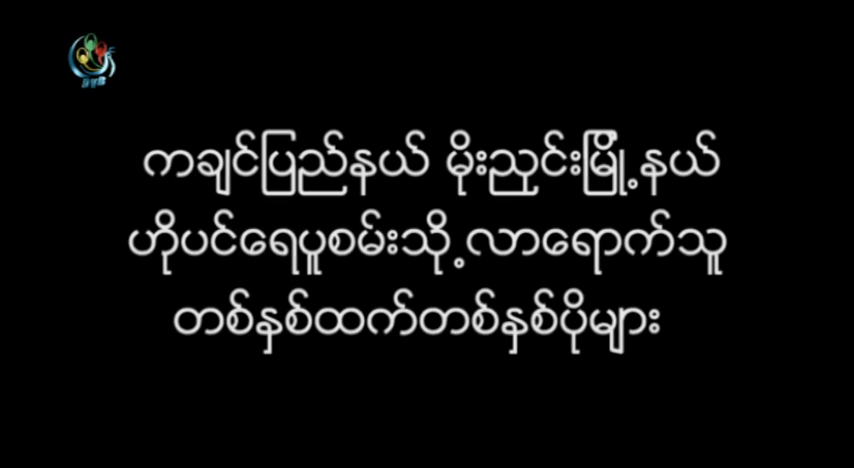 DVB
ကချင်ပြည်နယ် မိုးညှင်းမြို့နယ်
ဟိုပင်ရေပူစမ်းသို့လာရောက်သူ
တစ်နှစ်ထက်တစ်နှစ်ပိုများ